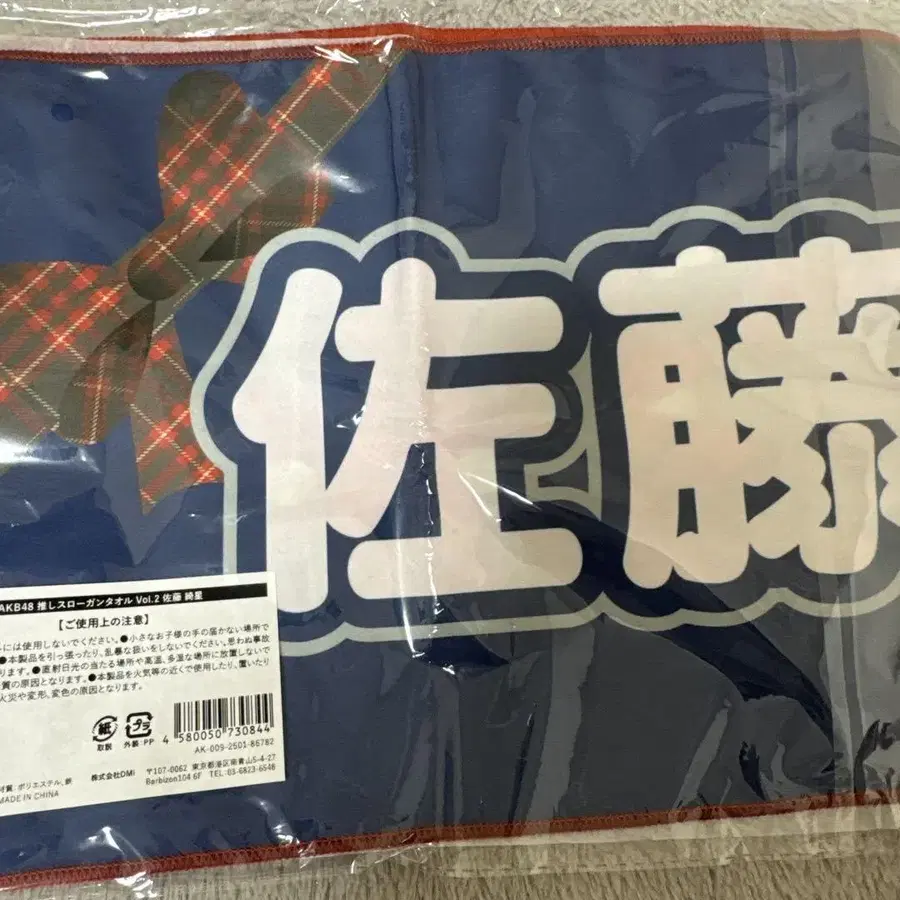 佐藤
AKB48 推しスローガンタオル Vol.2 佐藤 綺星
【ご使用上の注意】
には使用しないでください。●小さなお子様の手の届かない場所で
●本製品を引っ張ったり、乱暴な扱いをしないでください。思わぬ事故
ります。●直射日光の当たる場所や高温、多湿な場所に放置しないで
質の原因となります。●本製品を火気等の近くで使用したり、置いたり
火災や変形、変色の原因となります。
紙 取説
プラ 外装:PP
4 580050 730844
AK-009-2501-86782
材質:ポリエステル、綿
株式会社DMi
〒107-0062 東京都港区南青山5-4-27
Barbizon104 6F TEL:03-6823-6546
MADE IN CHINA